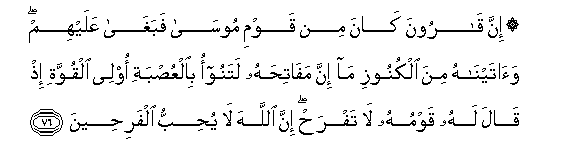 ۞ إِنَّ قَـٰرُونَ كَانَ مِن قَوْمِ مُوسَىٰ فَبَغَىٰ عَلَيْهِمْ ۖ
وَءَاتَيْنَـٰهُ مِنَ ٱلْكُنُوزِ مَآ إِنَّ مَفَاتِحَهُۥ لَتَنُوٓأُ بِٱلْعُصْبَةِ أُو۟لِى ٱلْقُوَّةِ إِذْ
قَالَ لَهُۥ قَوْمُهُۥ لَا تَفْرَحْ ۖ إِنَّ ٱللَّهَ لَا يُحِبُّ ٱلْفَرِحِينَ ﴿٧٦﴾